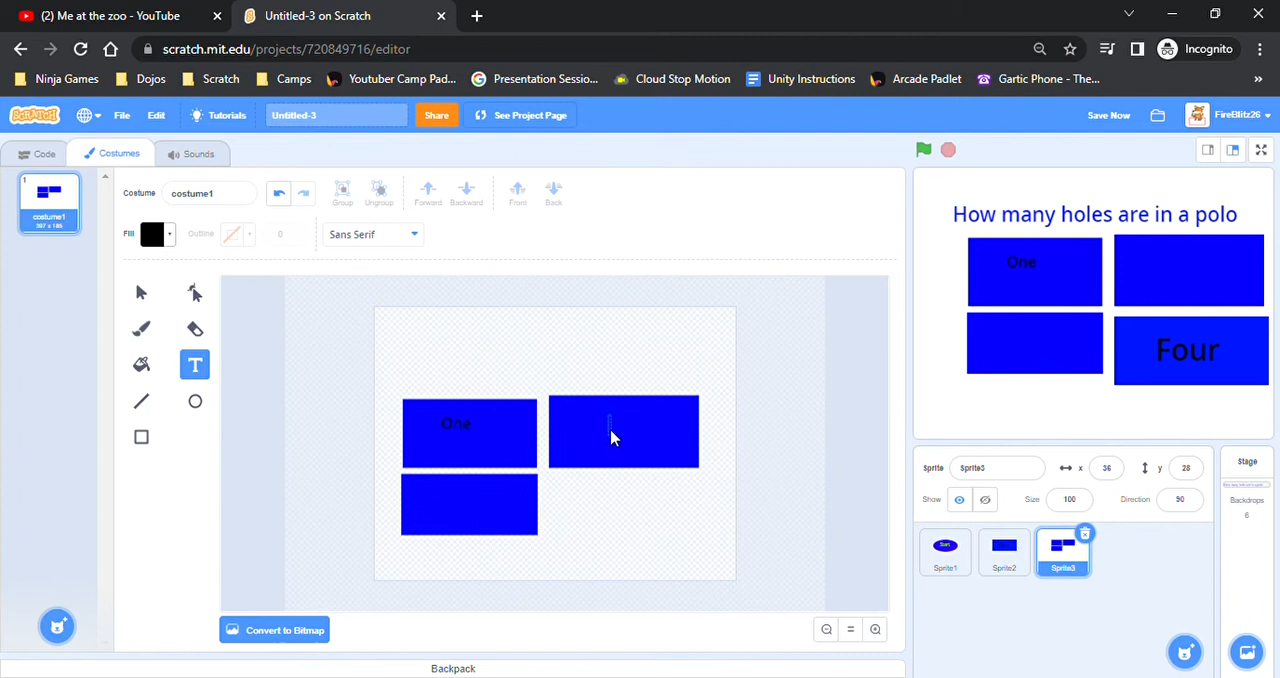 (2) Me at the zoo - YouTube
Untitled-3 on Scratch
scratch.mit.edu/projects/720849716/editor
Incognito
Ninja Games
Dojos
Scratch
Camps
Youtuber Camp Pad...
Presentation Sessio...
Cloud Stop Motion
Unity Instructions
Arcade Padlet
Gartic Phone - The...
SCRATCH
File
Edit
Tutorials
Untitled-3
Share
See Project Page
Save Now
FireBlitz26
Code
Costumes
Sounds
1
costume1
Costume
costume1
Group
Ungroup
Forward
Backward
Front
Back
Fill
Outline
0
Sans Serif
T
One
Convert to Bitmap
Backpack
How many holes are in a polo
One
Four
Sprite
Sprite3
x
36
y
28
Show
Size
100
Direction
90
Start
Sprite1
Sprite2
Sprite3
Stage
Backdrops
6